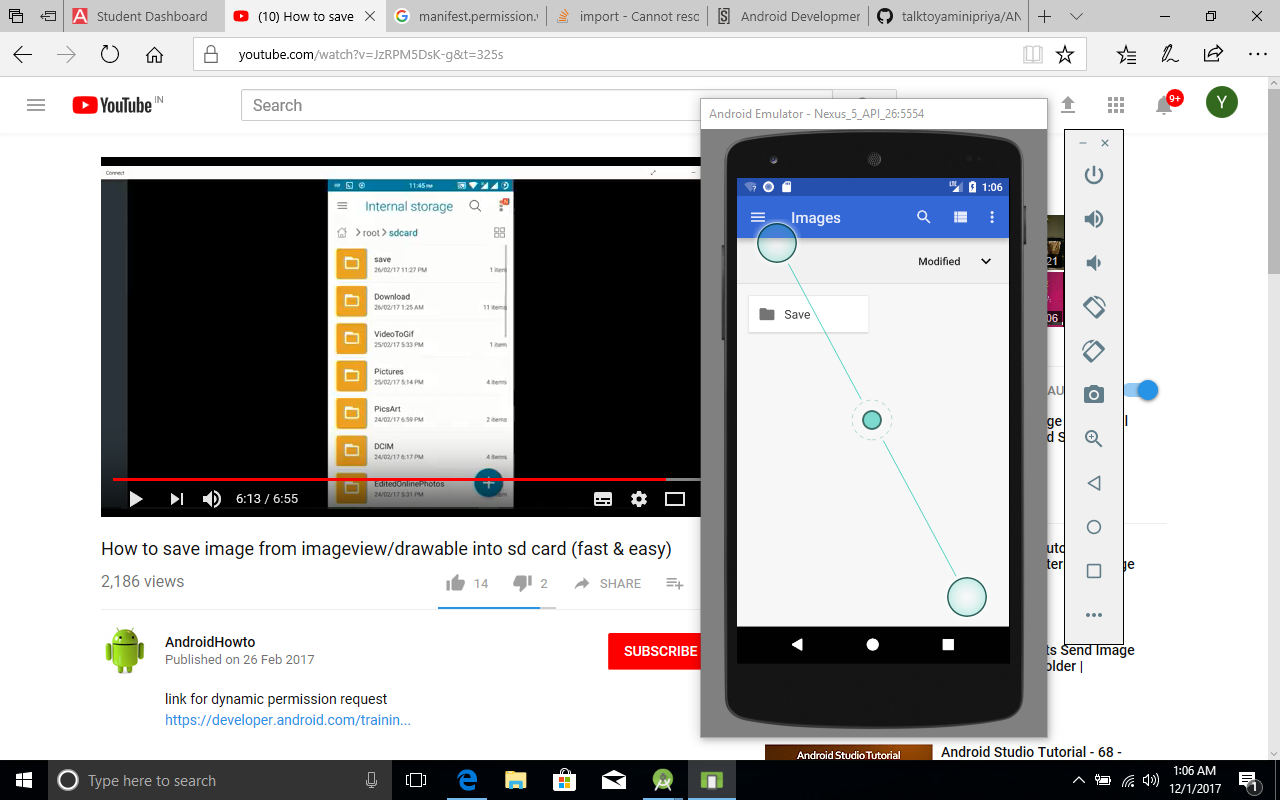 Student Dashboard
(10) How to save
manifest.permission.
import - Cannot resc
Android Developmer
talktoyaminipriya/AN
youtube.com/watch?v=JzRPM5DsK-g&t=325s
YouTube IN
Search
9+
Y
Android Emulator - Nexus_5_API_26:5554
Connect
11:45 PM
Internal storage
root
sdcard
save
26/02/17 11:27 PM
1 item
Download
25/02/17 1:25 AM
11 items
VideoToGif
25/02/17 5:33 PM
1 item
Pictures
25/02/17 5:14 PM
4 items
PicsArt
24/02/17 6:59 PM
2 items
DCIM
24/02/17 6:17 PM
4 items
EditedOnlinePhotos
24/02/17 5:31 PM
6:13 / 6:55
LTE
1:06
Images
Modified
Save
21
06
AU
How to save image from imageview/drawable into sd card (fast & easy)
2,186 views
14
2
SHARE
AndroidHowto
Published on 26 Feb 2017
SUBSCRIBE
link for dynamic permission request
https://developer.android.com/trainin...
ge
l
d S
uto
ter
ge
ts Send Image
older |
Android Studio Tutorial
Android Studio Tutorial - 68 -
Type here to search
1:06 AM
12/1/2017
1